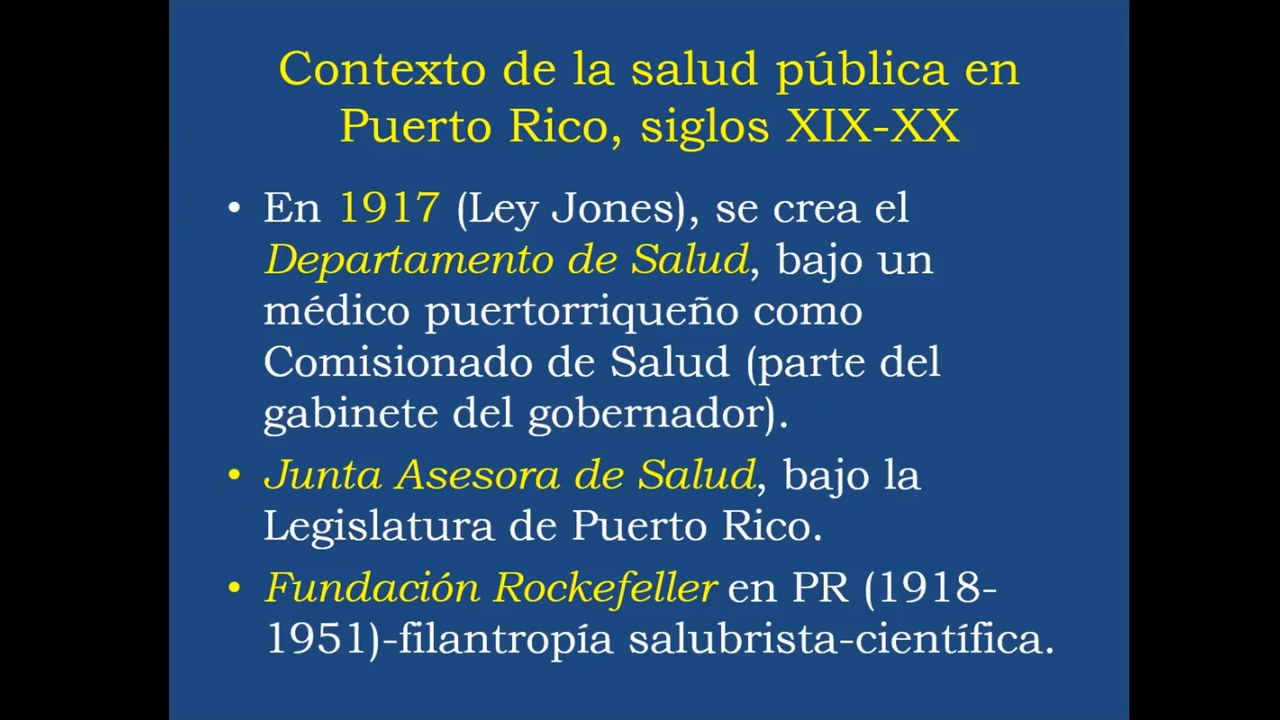 Contexto de la salud pública en
Puerto Rico, siglos XIX-XX
• En 1917 (Ley Jones), se crea el
Departamento de Salud, bajo un
médico puertorriqueño como
Comisionado de Salud (parte del
gabinete del gobernador).
• Junta Asesora de Salud, bajo la
Legislatura de Puerto Rico.
• Fundación Rockefeller en PR (1918-
1951)-filantropía salubrista-científica.